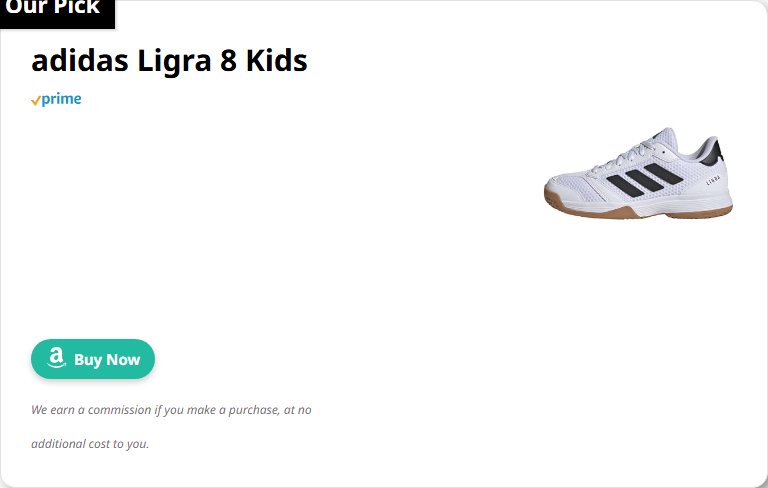 Our Pick
adidas Ligra 8 Kids
prime
LIGRA
Buy Now
We earn a commission if you make a purchase, at no
additional cost to you.